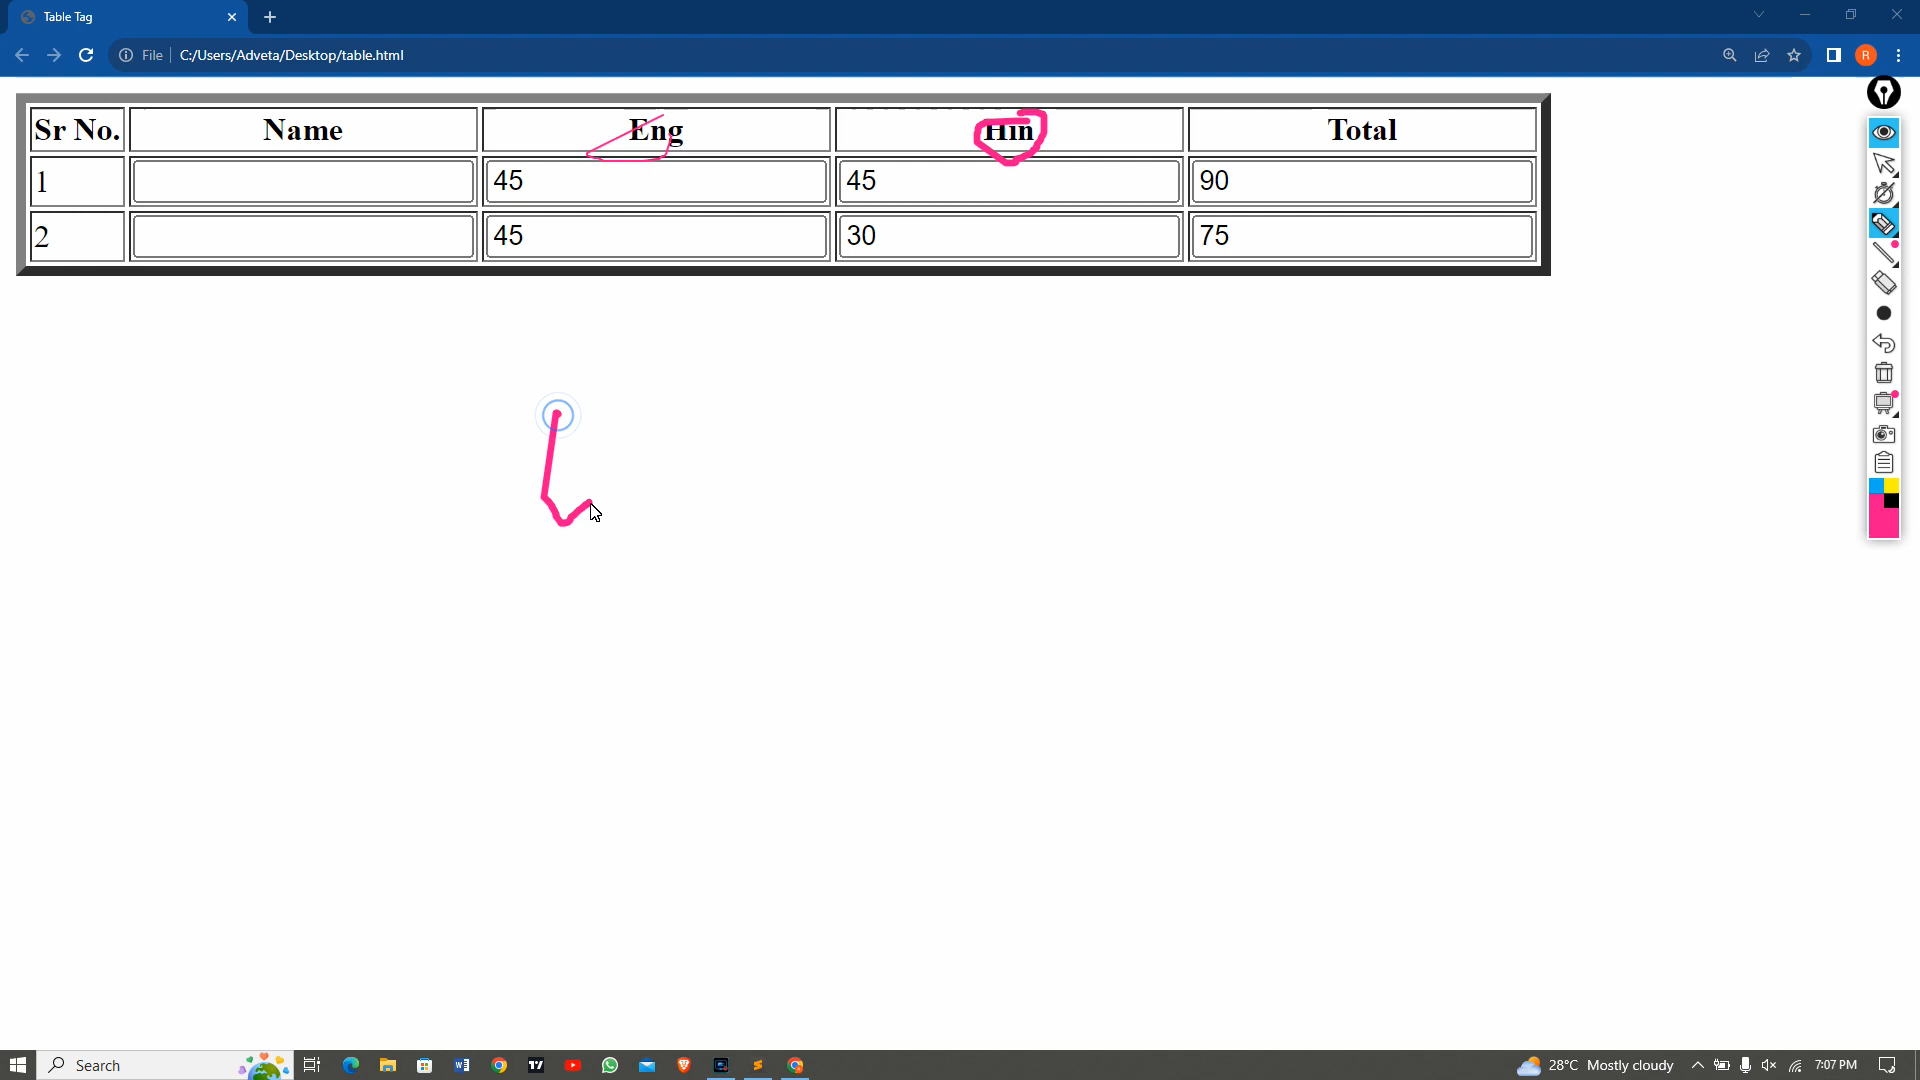 Table Tag
File C:/Users/Adveta/Desktop/table.html
R
Sr No. Name Eng Hin Total
1 45 45 90
2 45 30 75
Search
28°C Mostly cloudy 7:07 PM